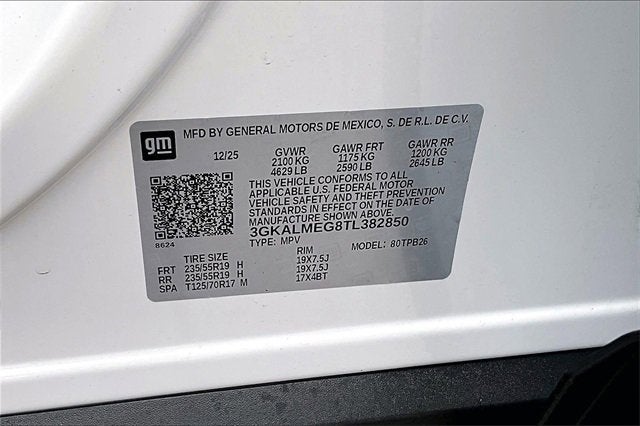 gm
MFD BY GENERAL MOTORS DE MEXICO, S. DE R.L. DE C.V.
12/25 GVWR GAWR FRT GAWR RR
2100 KG 1175 KG 1200 KG
4629 LB 2590 LB 2645 LB
THIS VEHICLE CONFORMS TO ALL
APPLICABLE U.S. FEDERAL MOTOR
VEHICLE SAFETY AND THEFT PREVENTION
STANDARDS IN EFFECT ON THE DATE OF
MANUFACTURE SHOWN ABOVE.
3GKALMEG8TL382850
8624
TYPE: MPV MODEL: 80TPB26
TIRE SIZE RIM
FRT 235/55R19 H 19X7.5J
RR 235/55R19 H 19X7.5J
SPA T125/70R17 M 17X4BT